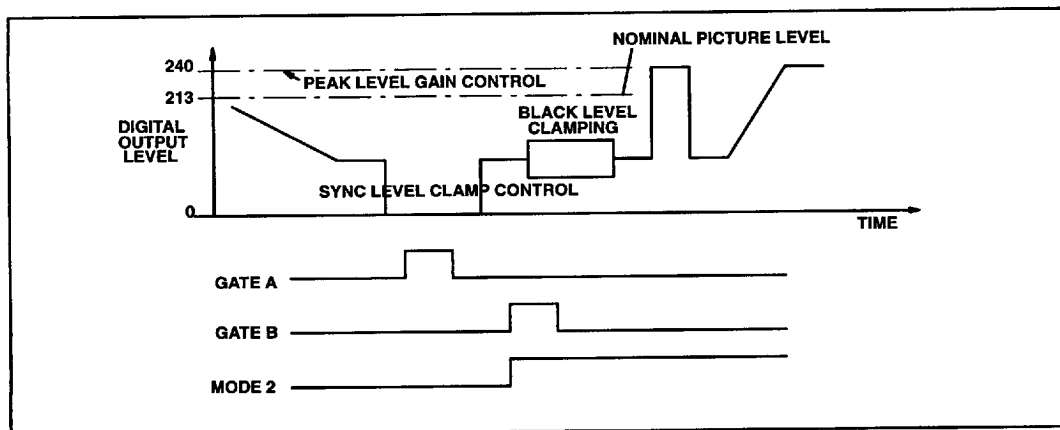 NOMINAL PICTURE LEVEL
240
PEAK LEVEL GAIN CONTROL
213
BLACK LEVEL
CLAMPING
DIGITAL
OUTPUT
LEVEL
SYNC LEVEL CLAMP CONTROL
0
TIME
GATE A
GATE B
MODE 2